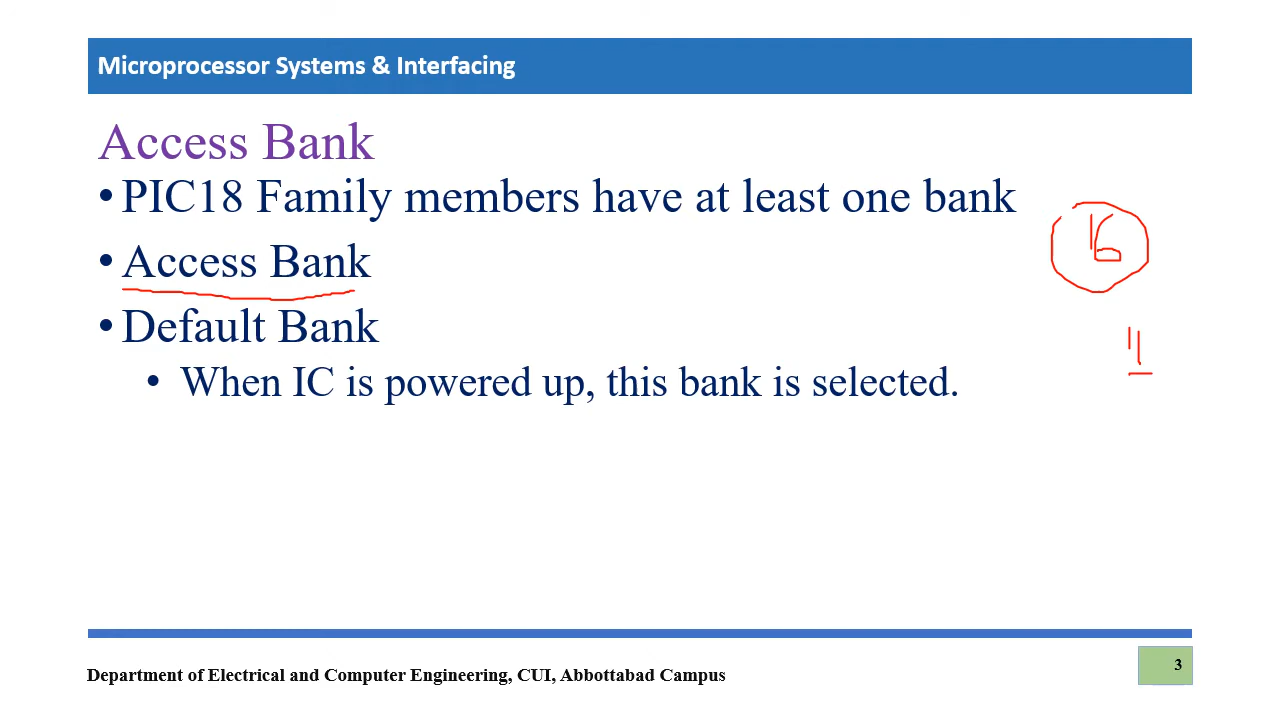 Microprocessor Systems & Interfacing
Access Bank
• PIC18 Family members have at least one bank
16
• Access Bank
• Default Bank
• When IC is powered up, this bank is selected.
Department of Electrical and Computer Engineering, CUI, Abbottabad Campus
3